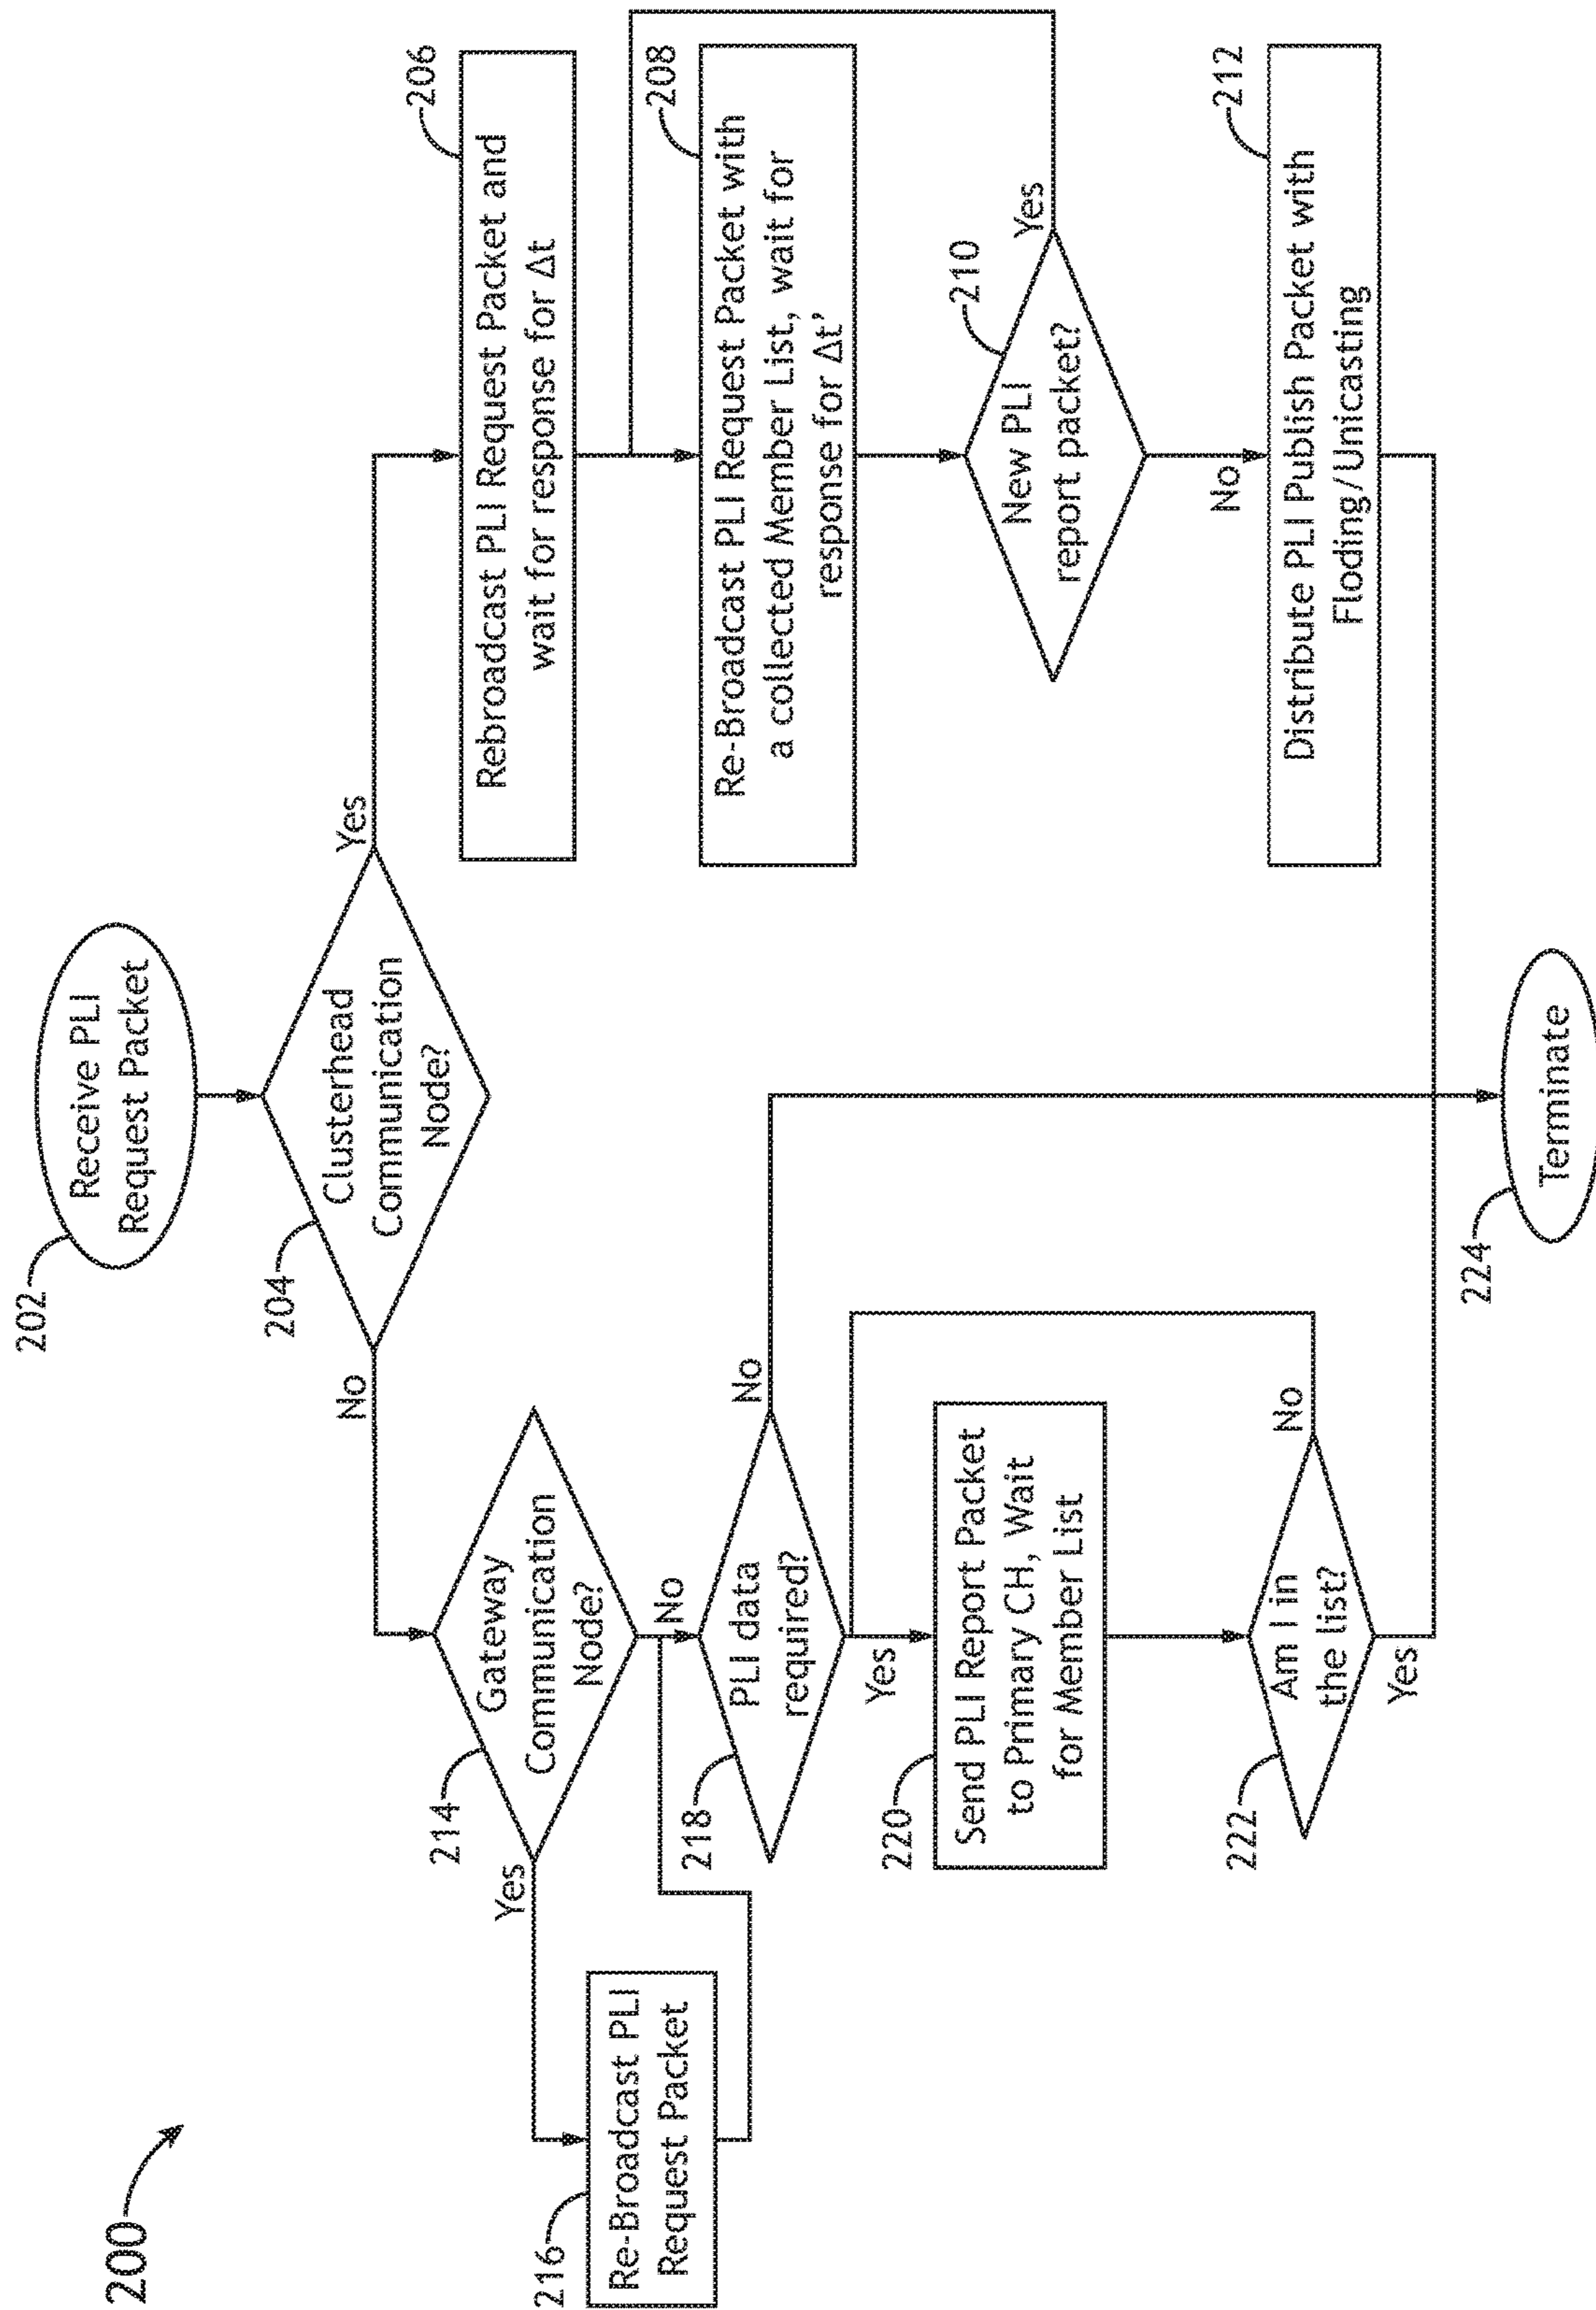 200
202
Receive PLI
Request Packet
204
Clusterhead
Communication
Node?
Yes
No
206
Rebroadcast PLI Request Packet and
wait for response for Δt
208
Re-Broadcast PLI Request Packet with
a collected Member List, wait for
response for Δt'
210
New PLI
report packet?
Yes
No
212
Distribute PLI Publish Packet with
Floding/Unicasting
214
Gateway
Communication
Node?
Yes
No
216
Re-Broadcast PLI
Request Packet
218
PLI data
required?
No
Yes
220
Send PLI Report Packet
to Primary CH, Wait
for Member List
222
Am I in
the list?
No
Yes
224
Terminate